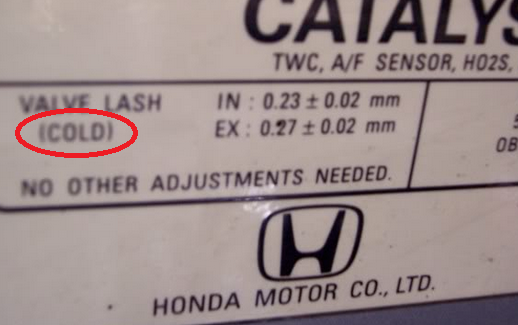 CATALYS
TWC, A/F SENSOR, HO2S,
VALVE LASH IN : 0.23 ± 0.02 mm
(COLD) EX : 0.27 ± 0.02 mm
NO OTHER ADJUSTMENTS NEEDED.
OB
HONDA MOTOR CO., LTD.